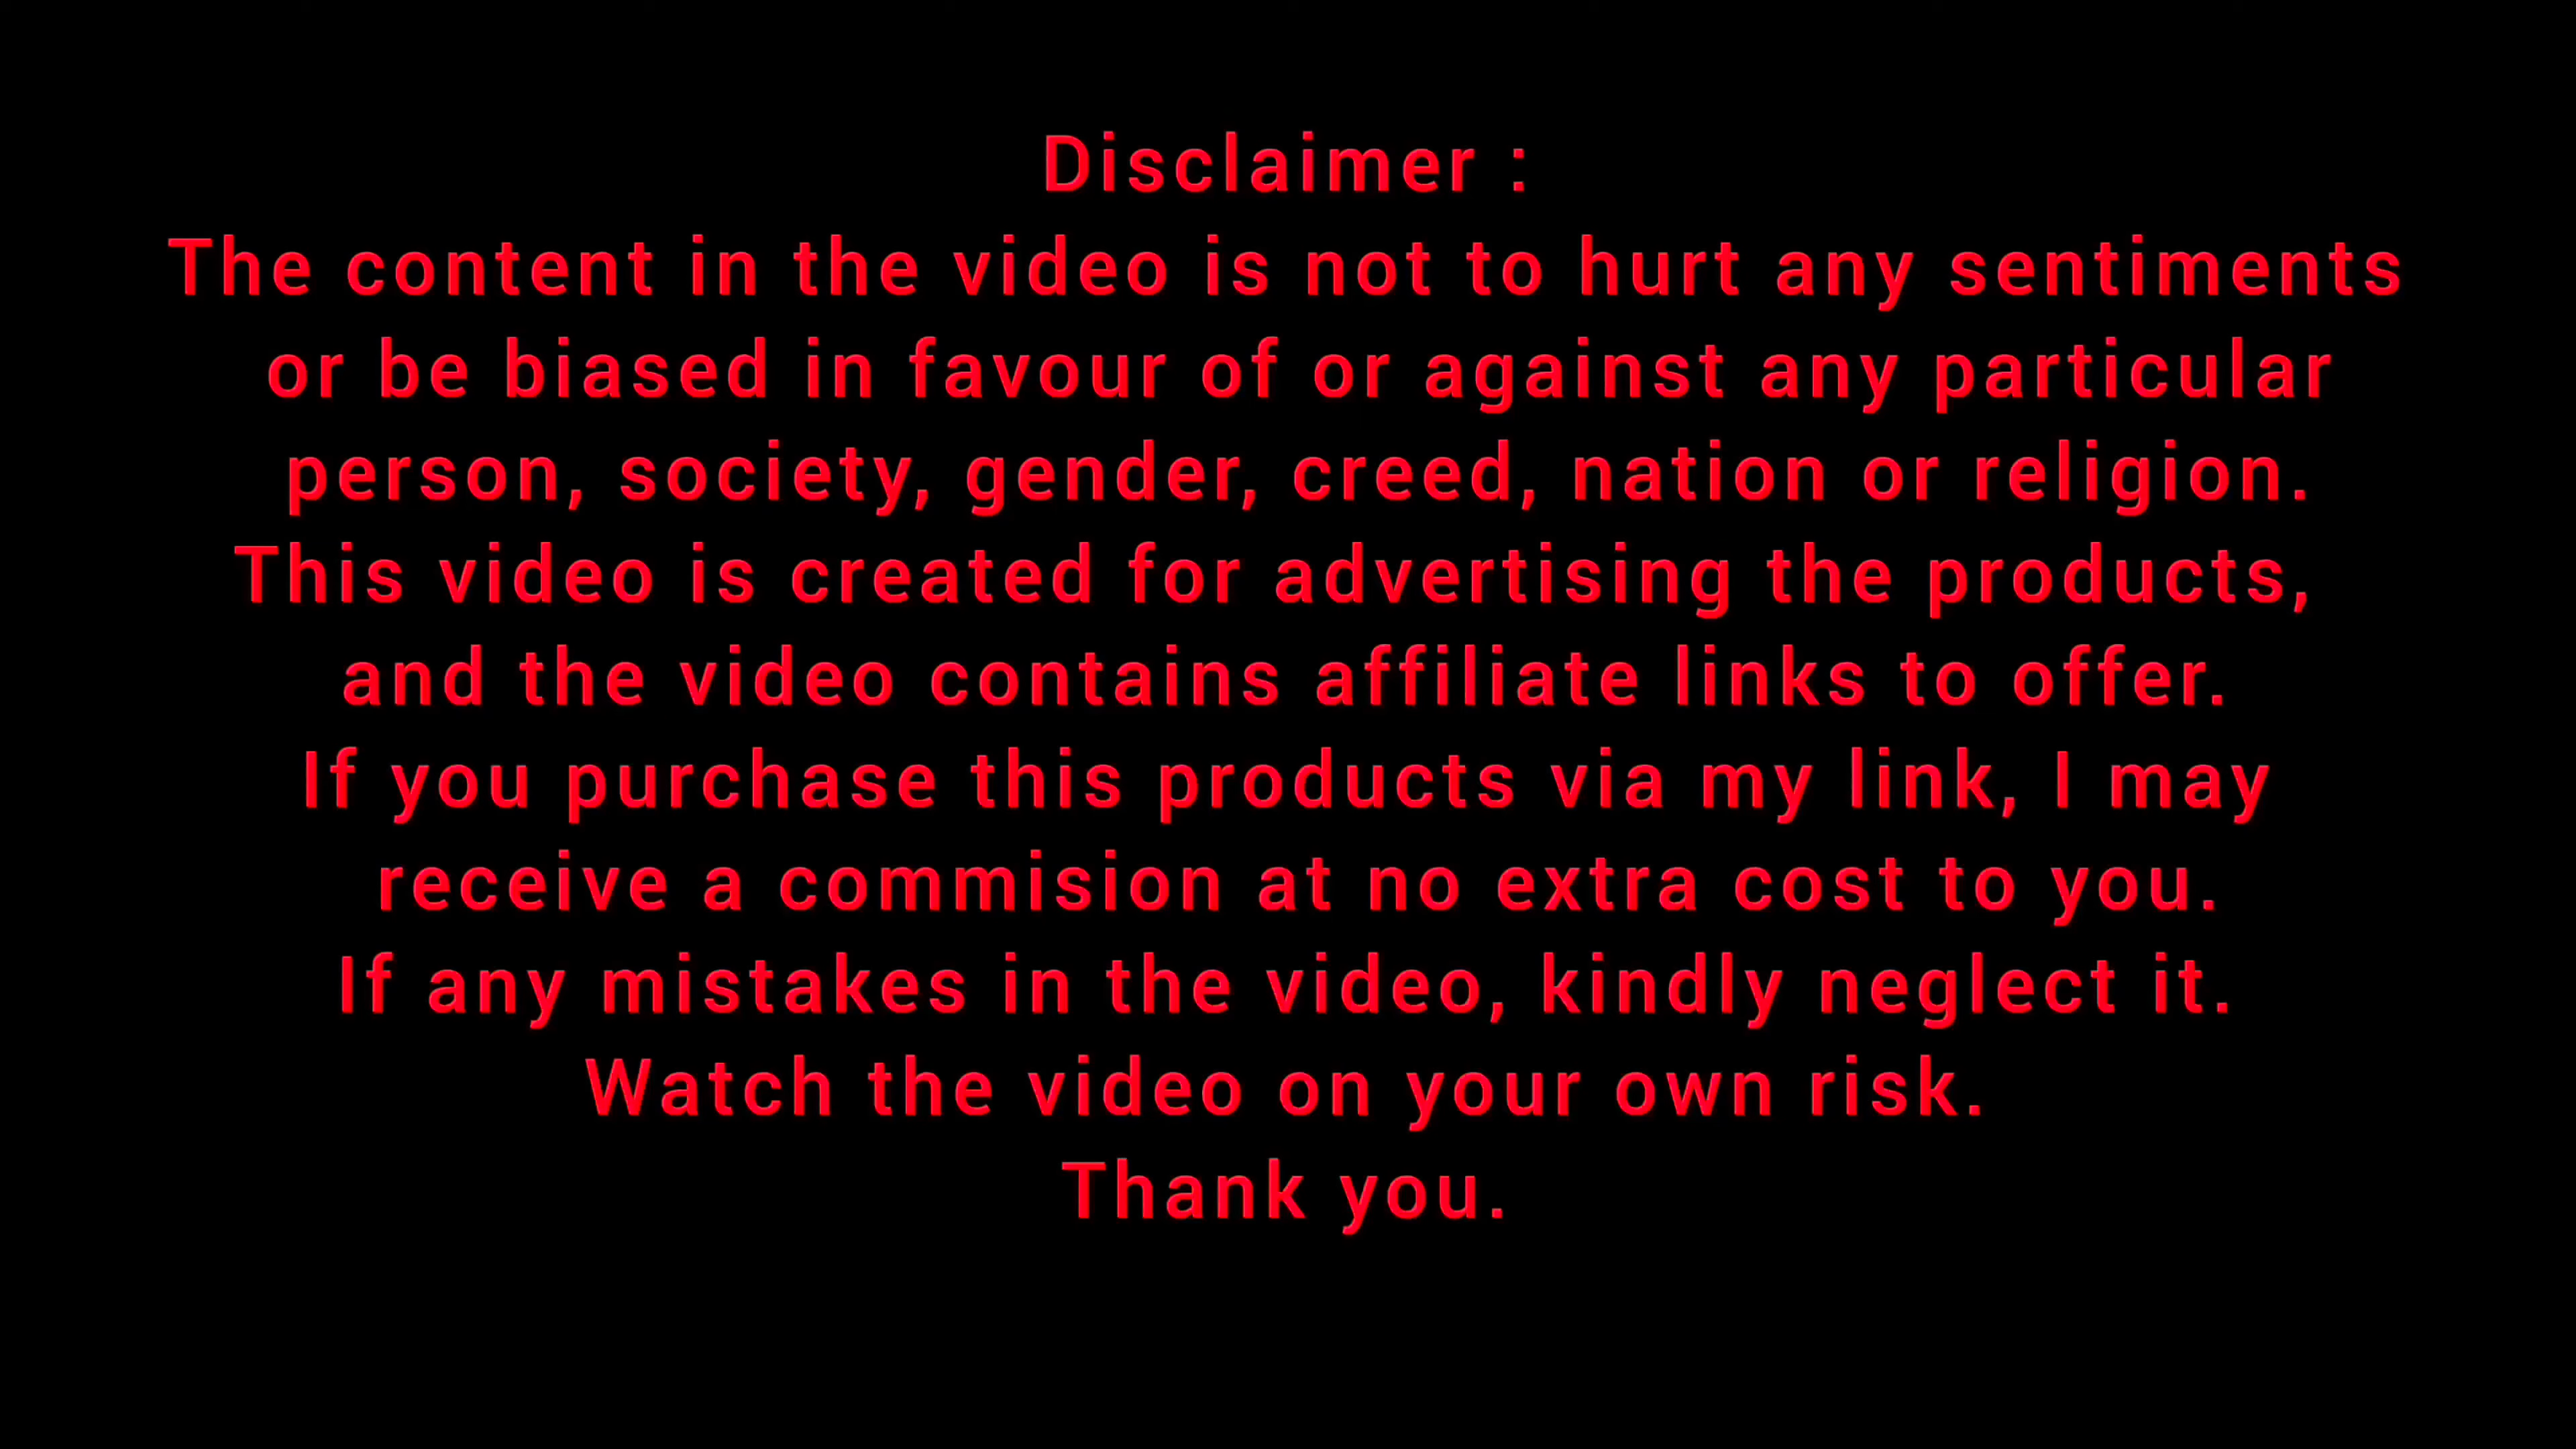 Disclaimer :
The content in the video is not to hurt any sentiments
or be biased in favour of or against any particular
person, society, gender, creed, nation or religion.
This video is created for advertising the products,
and the video contains affiliate links to offer.
If you purchase this products via my link, I may
receive a commision at no extra cost to you.
If any mistakes in the video, kindly neglect it.
Watch the video on your own risk.
Thank you.